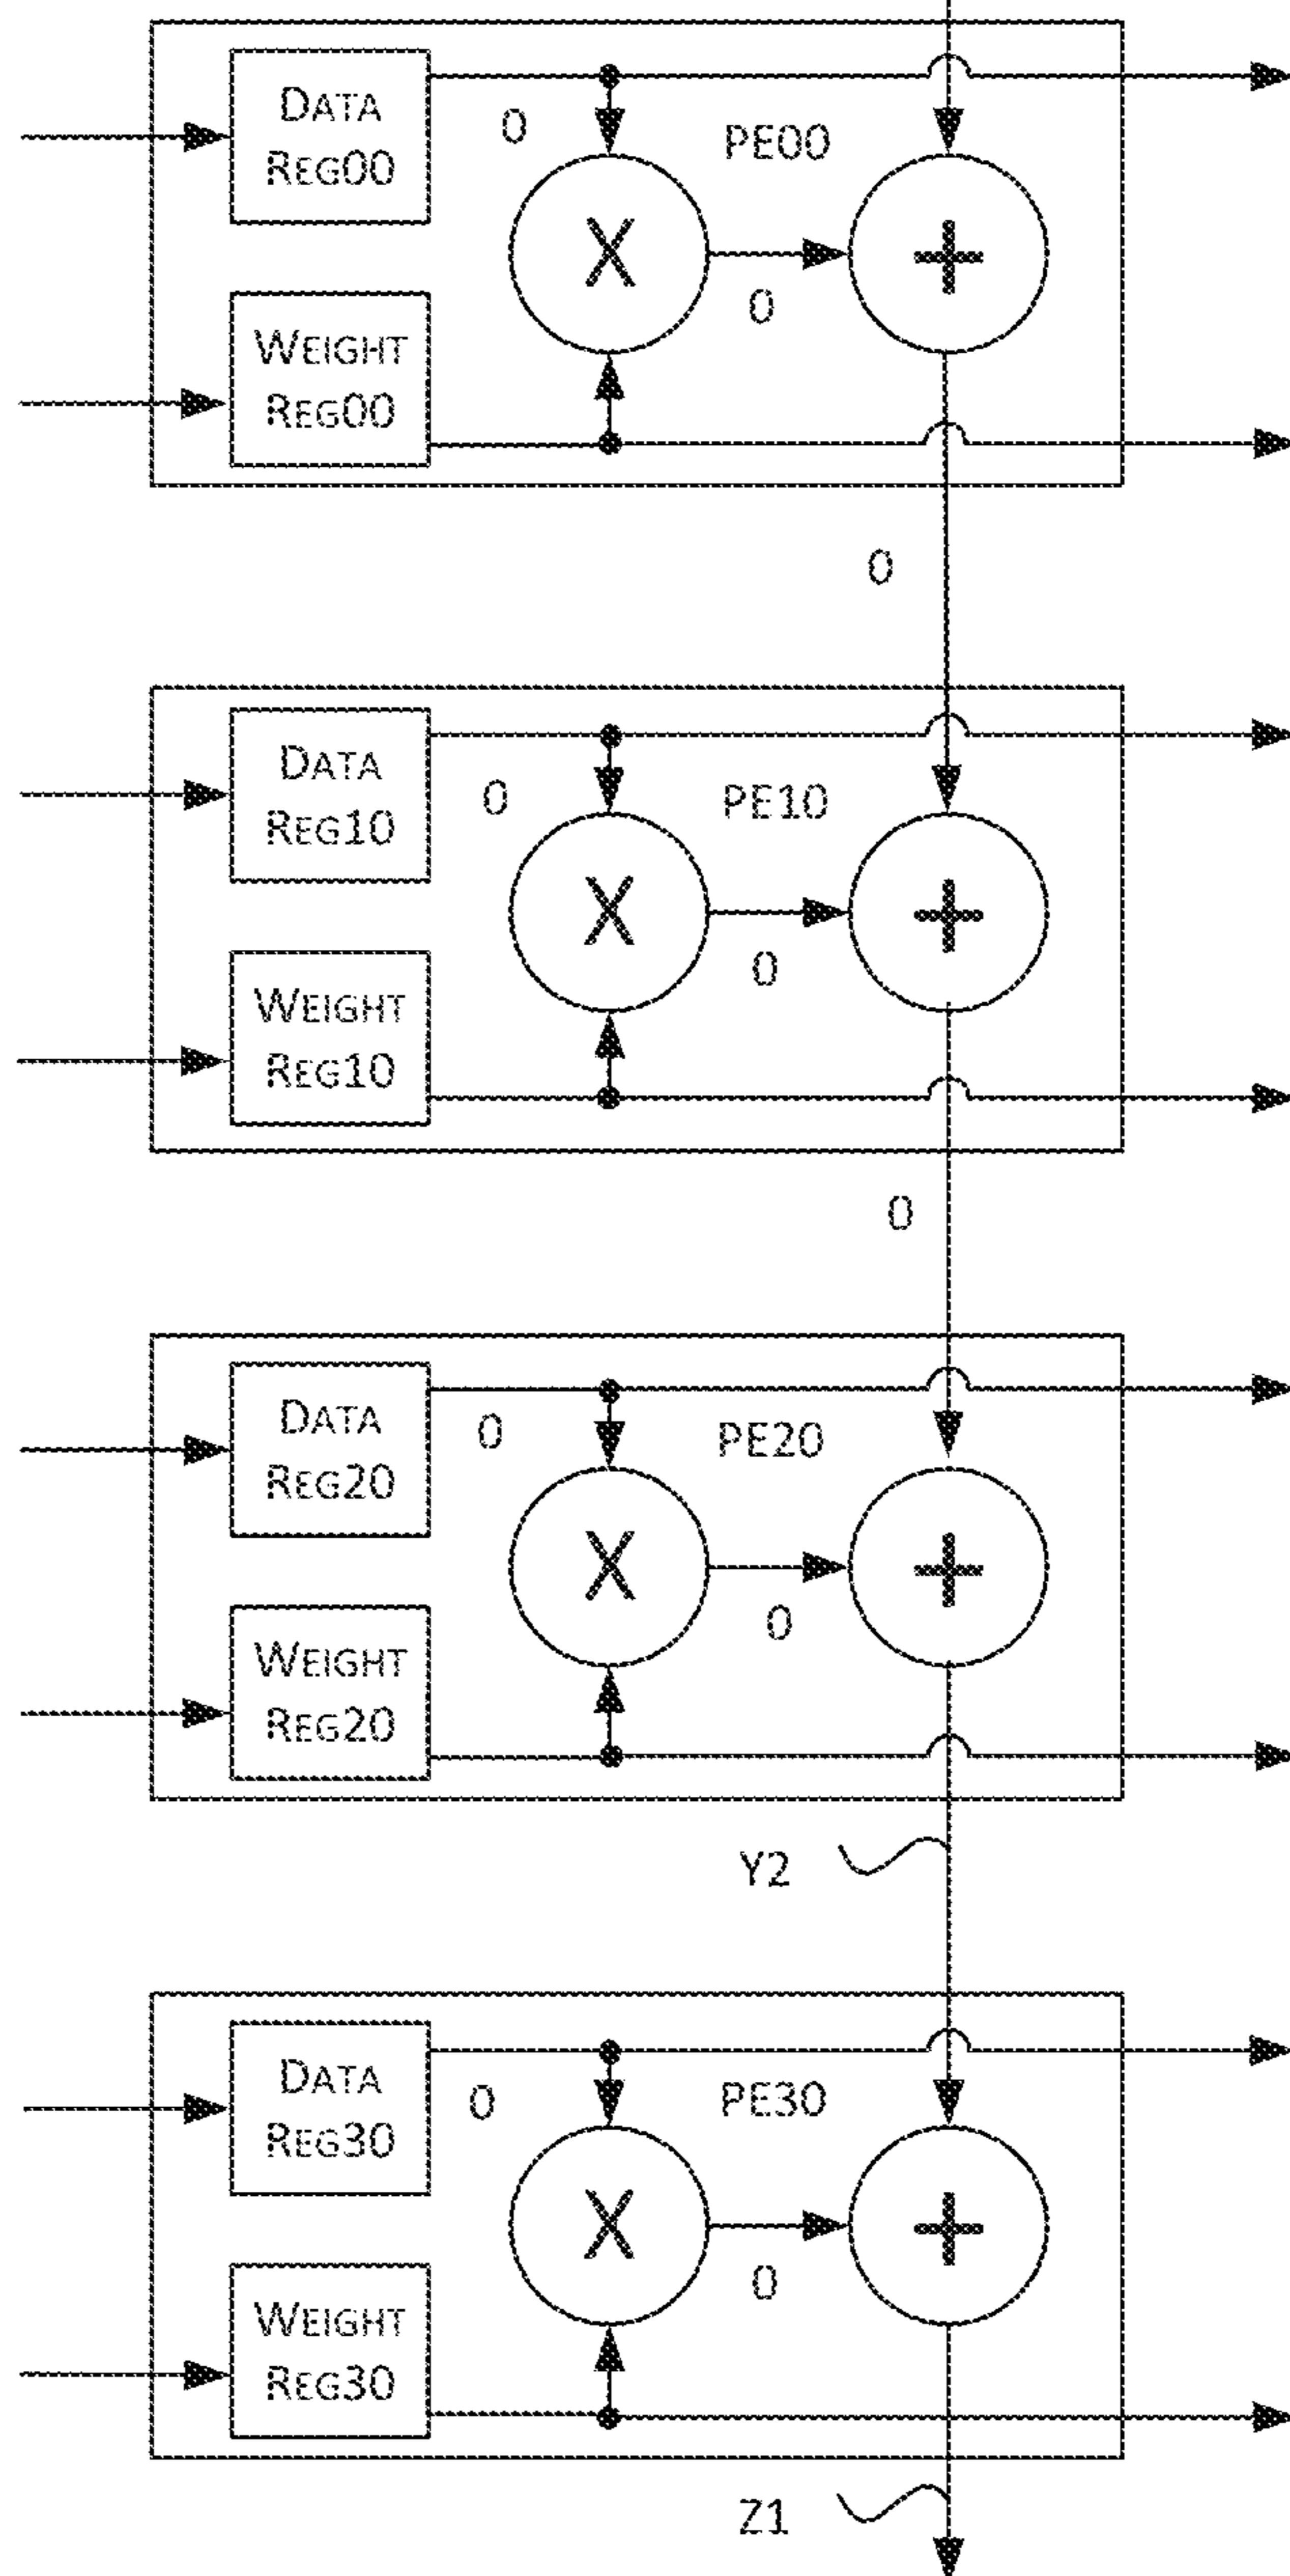 DATA
REG00
0
PE00
X
+
0
WEIGHT
REG00
0
DATA
REG10
0
PE10
X
+
0
WEIGHT
REG10
0
DATA
REG20
0
PE20
X
+
0
WEIGHT
REG20
Y2
DATA
REG30
0
PE30
X
+
0
WEIGHT
REG30
Z1